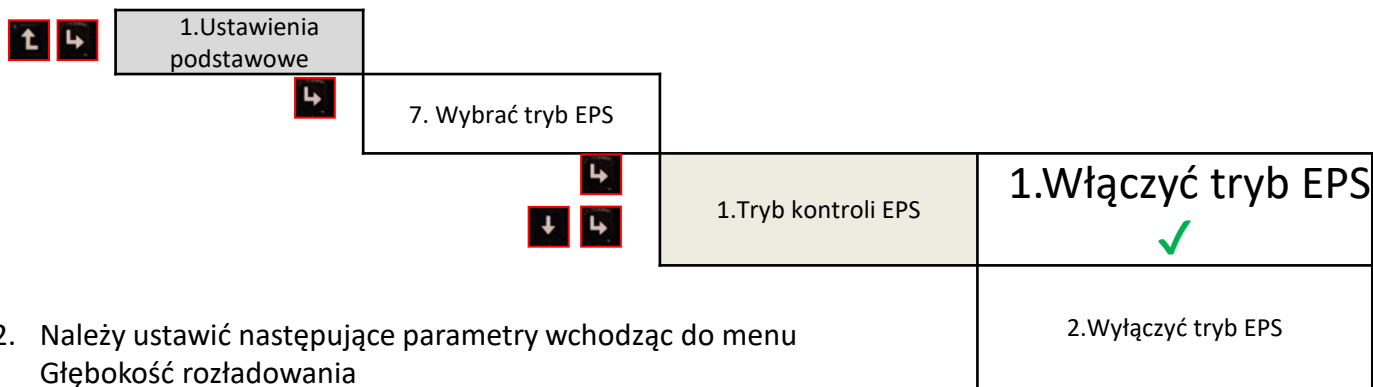 1.Ustawienia
podstawowe
7. Wybrać tryb EPS
1.Tryb kontroli EPS
1.Włączyć tryb EPS
2.Wyłączyć tryb EPS
2. Należy ustawić następujące parametry wchodząc do menu
Głębokość rozładowania